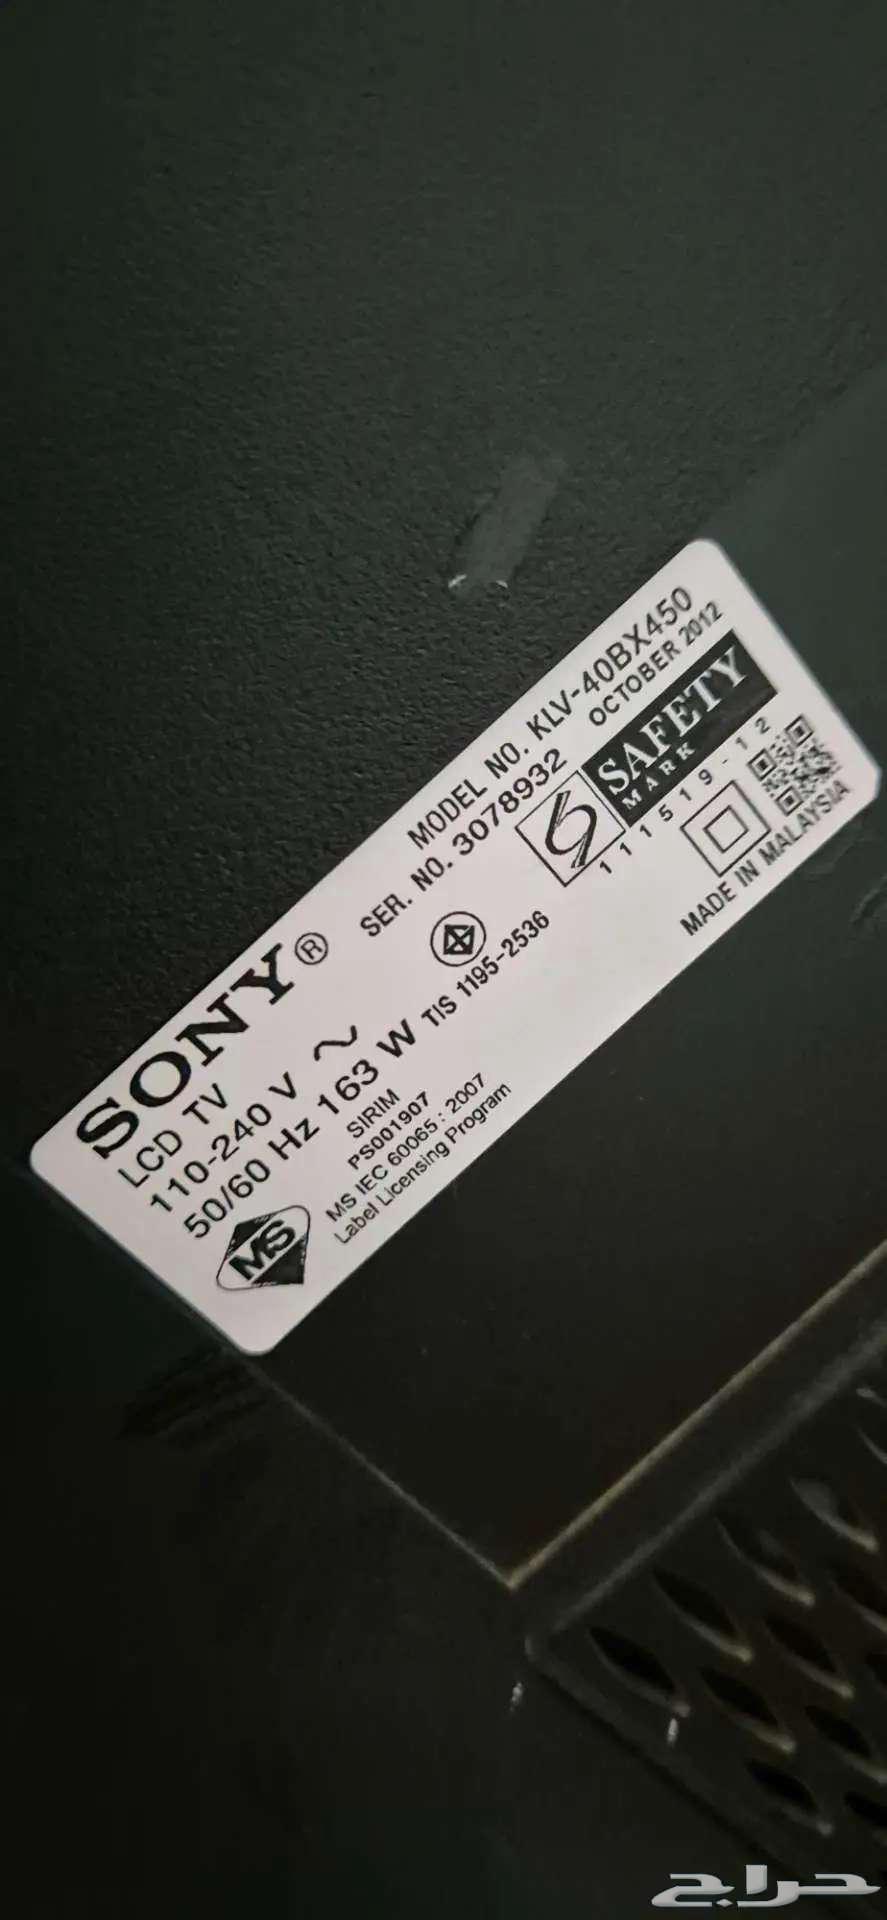 SONY®
LCD TV
110-240 V ~
50/60 Hz 163 W
MODEL NO. KLV-40BX450
SER. NO. 3078932
OCTOBER 2012
SAFETY
MARK
111519-12
TIS 1195-2536
MADE IN MALAYSIA
MS
SIRIM
PS001907
MS IEC 60065 : 2007
Label Licensing Program
حراج